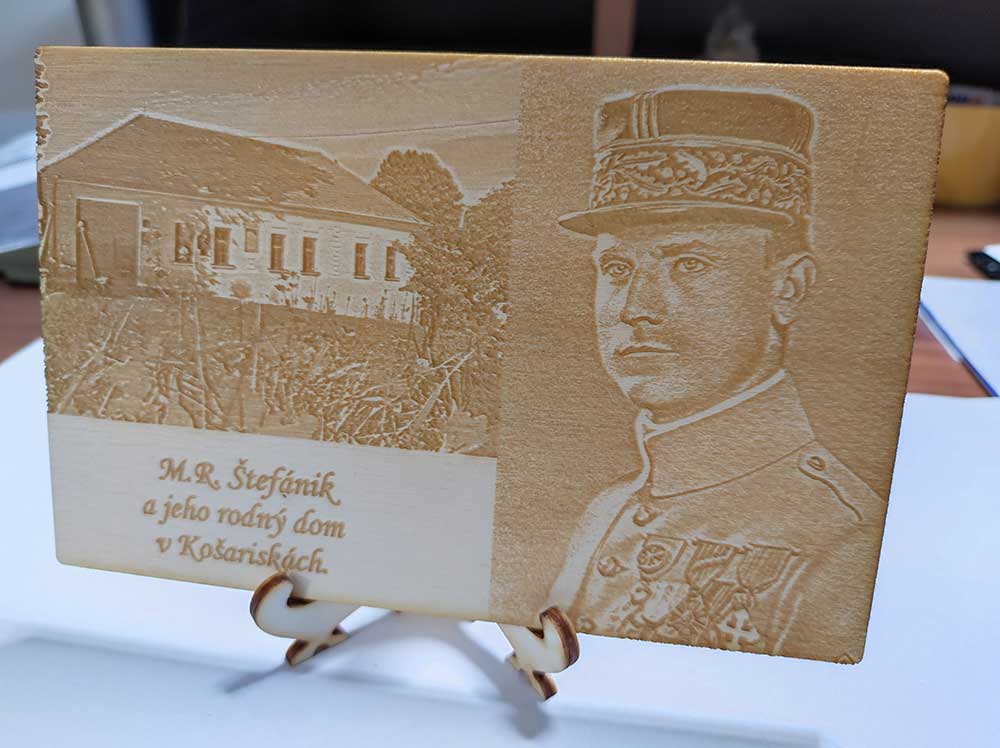 M.R. Štefánik
a jeho rodný dom
v Košariskách.